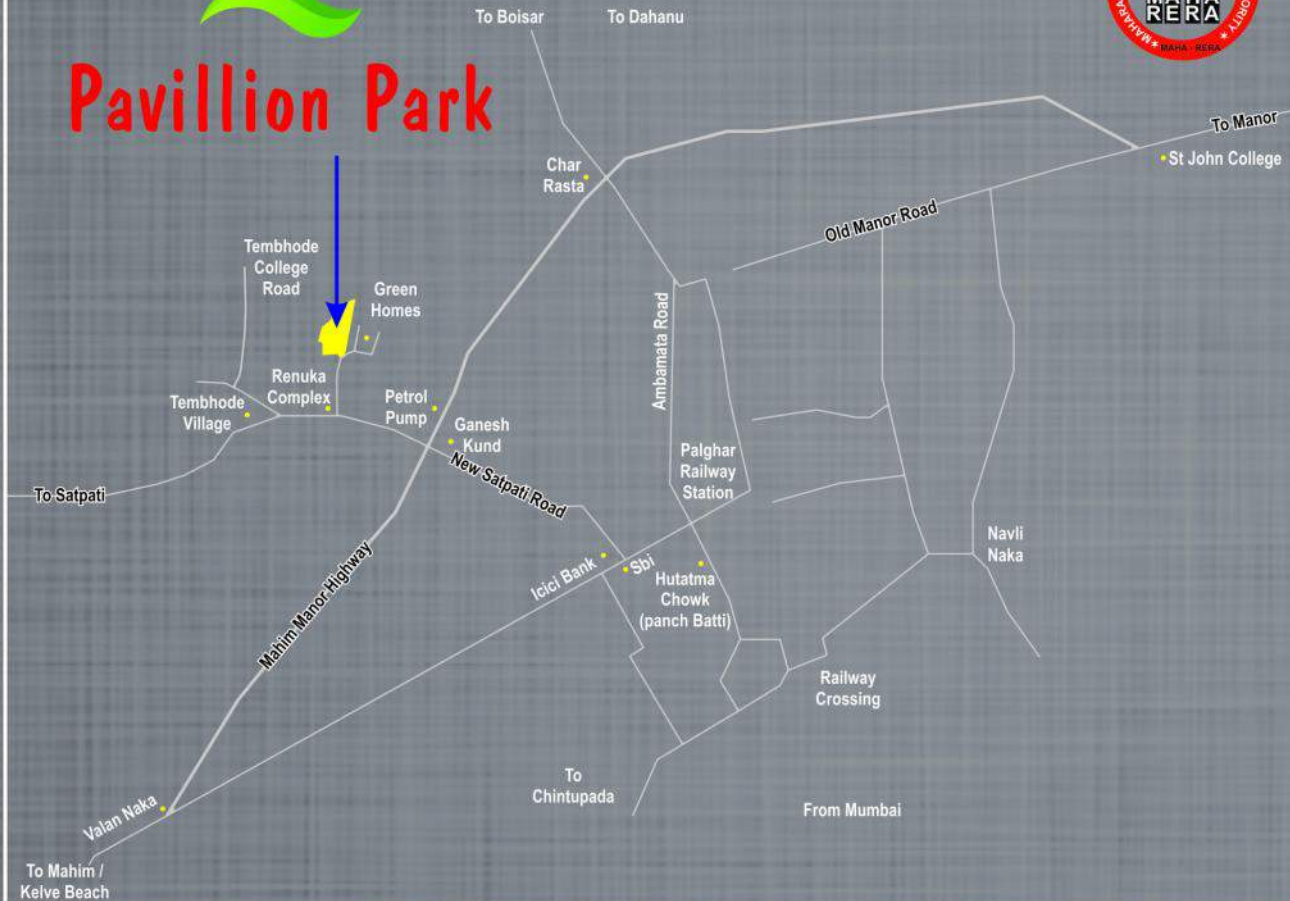 To Boisar
To Dahanu
RERA
MAHA - RERA
Pavillion Park
To Manor
St John College
Char
Rasta
Old Manor Road
Tembhode
College
Road
Green
Homes
Ambamata Road
Renuka
Complex
Petrol
Pump
Tembhode
Village
Ganesh
Kund
Palghar
Railway
Station
New Satpati Road
To Satpati
Navli
Naka
Mahim Manor Highway
Icici Bank
Sbi
Hutatma
Chowk
(panch Batti)
Railway
Crossing
To
Chintupada
From Mumbai
Valan Naka
To Mahim /
Kelve Beach